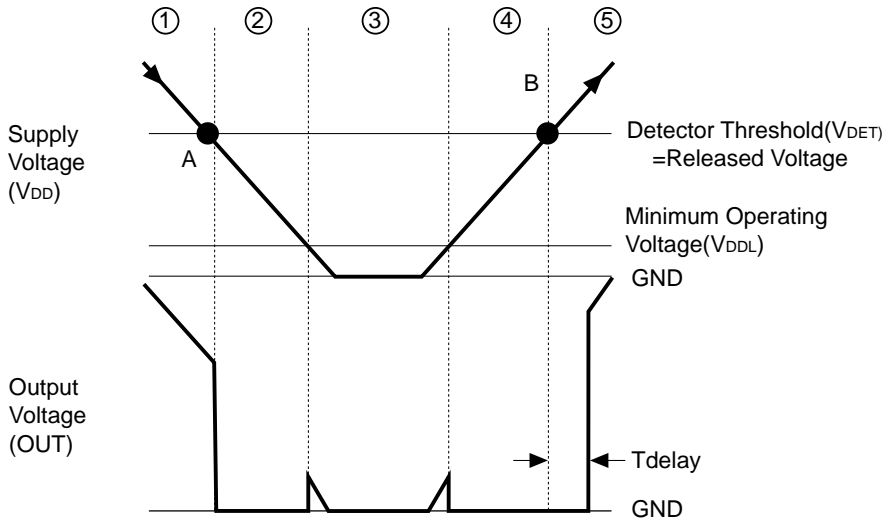 ① ② ③ ④ ⑤
B
A
Supply
Voltage
(VDD)
Detector Threshold(VDET)
=Released Voltage
Minimum Operating
Voltage(VDDL)
GND
Output
Voltage
(OUT)
Tdelay
GND